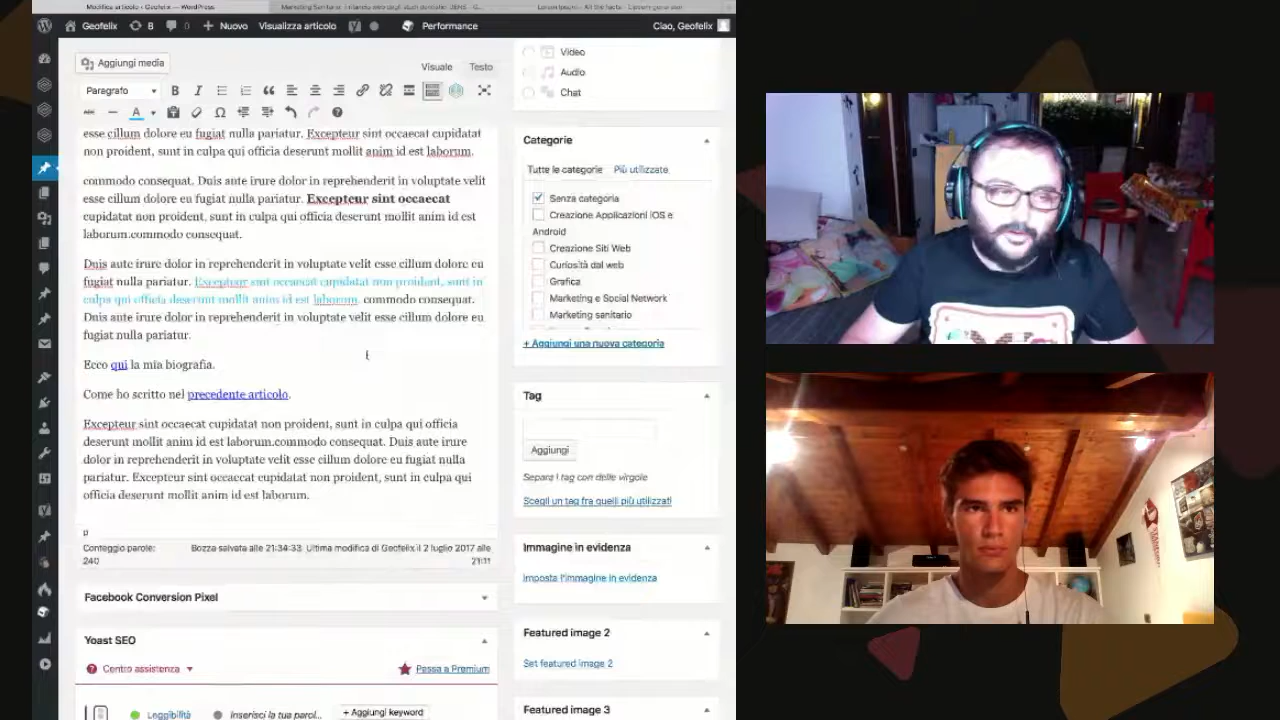 Modifica articolo ‹ Geofelix — WordPress
Geofelix 8 0 Nuovo Visualizza articolo Performance Ciao, Geofelix
Aggiungi media
Visuale Testo
Paragrafo
esse cillum dolore eu fugiat nulla pariatur. Excepteur sint occaecat cupidatat
non proident, sunt in culpa qui officia deserunt mollit anim id est laborum.
commodo consequat. Duis aute irure dolor in reprehenderit in voluptate velit
esse cillum dolore eu fugiat nulla pariatur. Excepteur sint occaecat
cupidatat non proident, sunt in culpa qui officia deserunt mollit anim id est
laborum.commodo consequat.
Duis aute irure dolor in reprehenderit in voluptate velit esse cillum dolore eu
fugiat nulla pariatur. Excepteur sint occaecat cupidatat non proident, sunt in
culpa qui officia deserunt mollit anim id est laborum. commodo consequat.
Duis aute irure dolor in reprehenderit in voluptate velit esse cillum dolore eu
fugiat nulla pariatur.
Ecco qui la mia biografia.
Come ho scritto nel precedente articolo.
Excepteur sint occaecat cupidatat non proident, sunt in culpa qui officia
deserunt mollit anim id est laborum.commodo consequat. Duis aute irure
dolor in reprehenderit in voluptate velit esse cillum dolore eu fugiat nulla
pariatur. Excepteur sint occaecat cupidatat non proident, sunt in culpa qui
officia deserunt mollit anim id est laborum.
p
Conteggio parole: Bozza salvata alle 21:34:33. Ultima modifica di Geofelix il 2 luglio 2017 alle
240 21:11
Facebook Conversion Pixel
Yoast SEO
Centro assistenza Passa a Premium
Leggibilità Inserisci la tua parol... + Aggiungi keyword
Video
Audio
Chat
Categorie
Tutte le categorie Più utilizzate
Senza categoria
Creazione Applicazioni iOS e
Android
Creazione Siti Web
Curiosità dal web
Grafica
Marketing e Social Network
Marketing sanitario
+ Aggiungi una nuova categoria
Tag
Aggiungi
Separa i tag con delle virgole
Scegli un tag fra quelli più utilizzati
Immagine in evidenza
Imposta l'immagine in evidenza
Featured image 2
Set featured image 2
Featured image 3